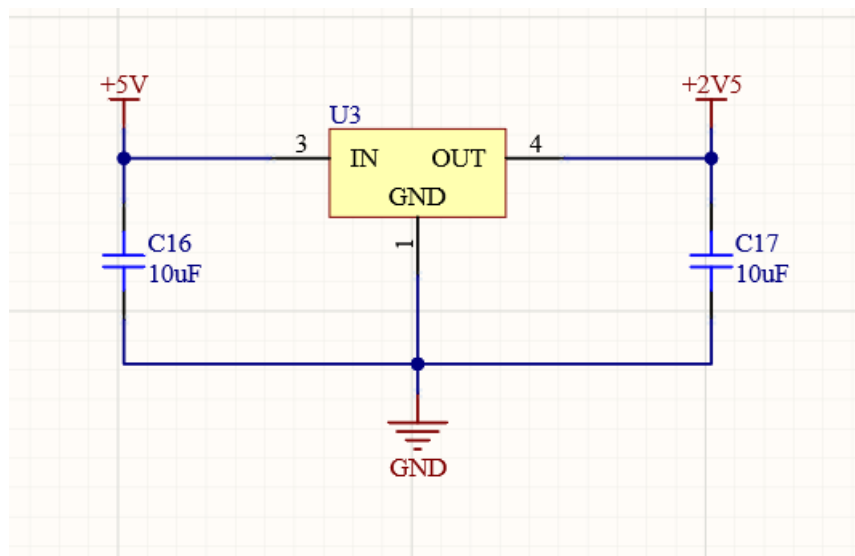 +5V
+2V5
U3
3
IN
OUT
4
GND
1
C16
10uF
C17
10uF
GND